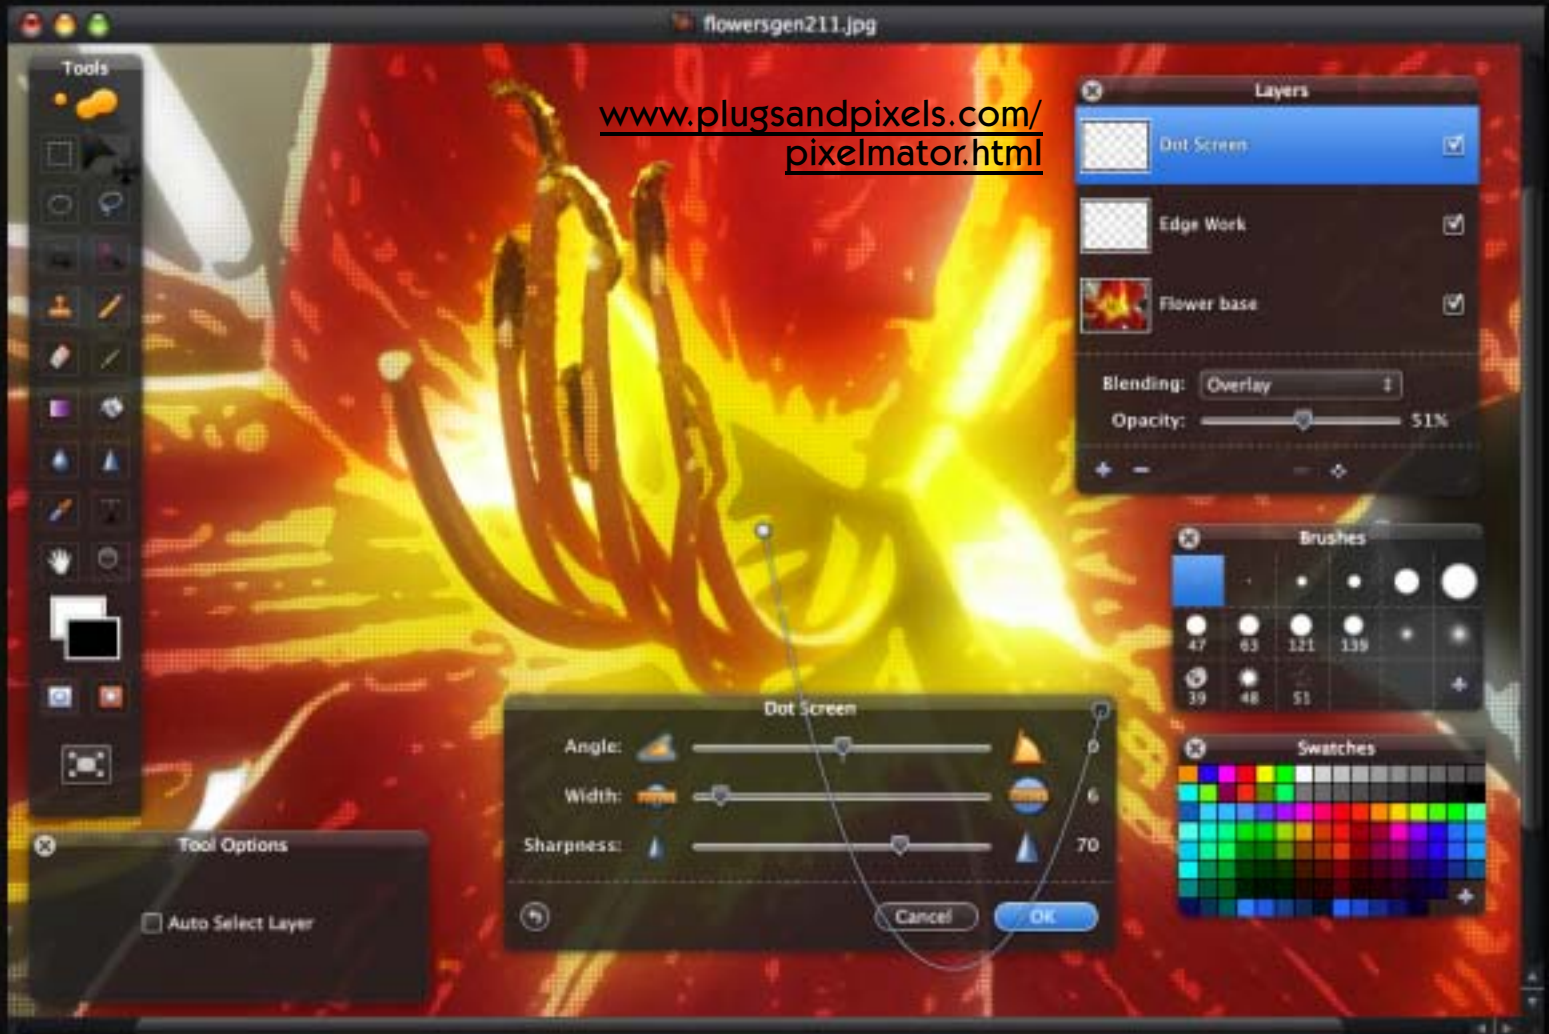 flowersgen211.jpg
Tools
www.plugsandpixels.com/
pixelmator.html
Layers
Dot Screen
Edge Work
Flower base
Blending: Overlay
Opacity: 51%
Brushes
47 63 121 139
39 48 51
Dot Screen
Angle: 0
Width: 6
Sharpness: 70
Cancel OK
Swatches
Tool Options
Auto Select Layer